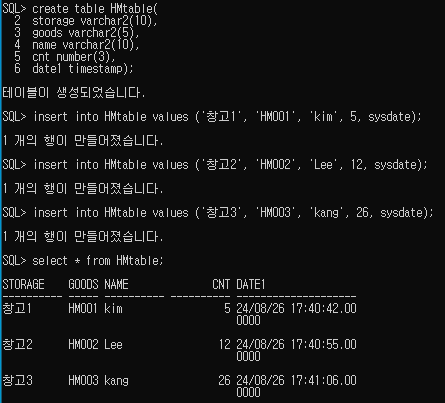 SQL> create table HMtable(
  2  storage varchar2(10),
  3  goods varchar2(5),
  4  name varchar2(10),
  5  cnt number(3),
  6  date1 timestamp);
테이블이 생성되었습니다.
SQL> insert into HMtable values ('창고1', 'HM001', 'kim', 5, sysdate);
1 개의 행이 만들어졌습니다.
SQL> insert into HMtable values ('창고2', 'HM002', 'Lee', 12, sysdate);
1 개의 행이 만들어졌습니다.
SQL> insert into HMtable values ('창고3', 'HM003', 'kang', 26, sysdate);
1 개의 행이 만들어졌습니다.
SQL> select * from HMtable;
STORAGE    GOODS NAME              CNT DATE1
---------- ----- ---------- ---------- --------------------
창고1      HM001 kim                 5 24/08/26 17:40:42.00
                                       0000
창고2      HM002 Lee                12 24/08/26 17:40:55.00
                                       0000
창고3      HM003 kang               26 24/08/26 17:41:06.00
                                       0000